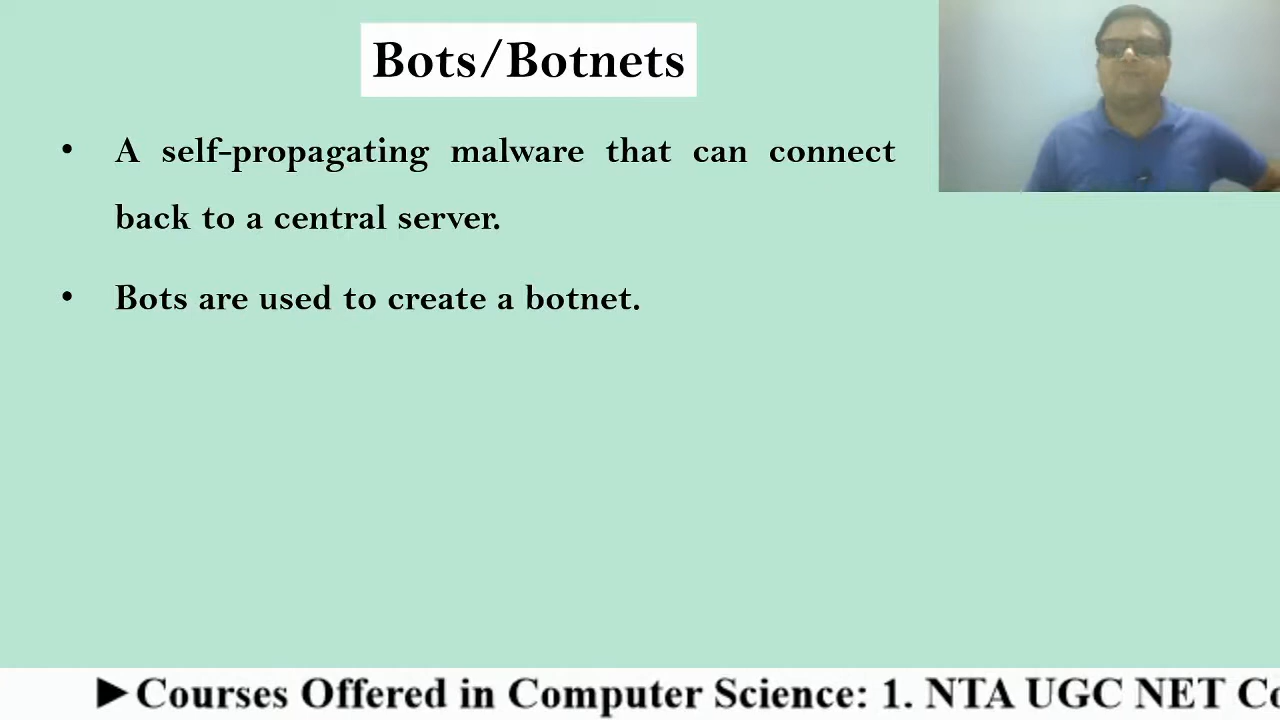 Bots/Botnets
• A self-propagating malware that can connect
back to a central server.
• Bots are used to create a botnet.
►Courses Offered in Computer Science: 1. NTA UGC NET Co